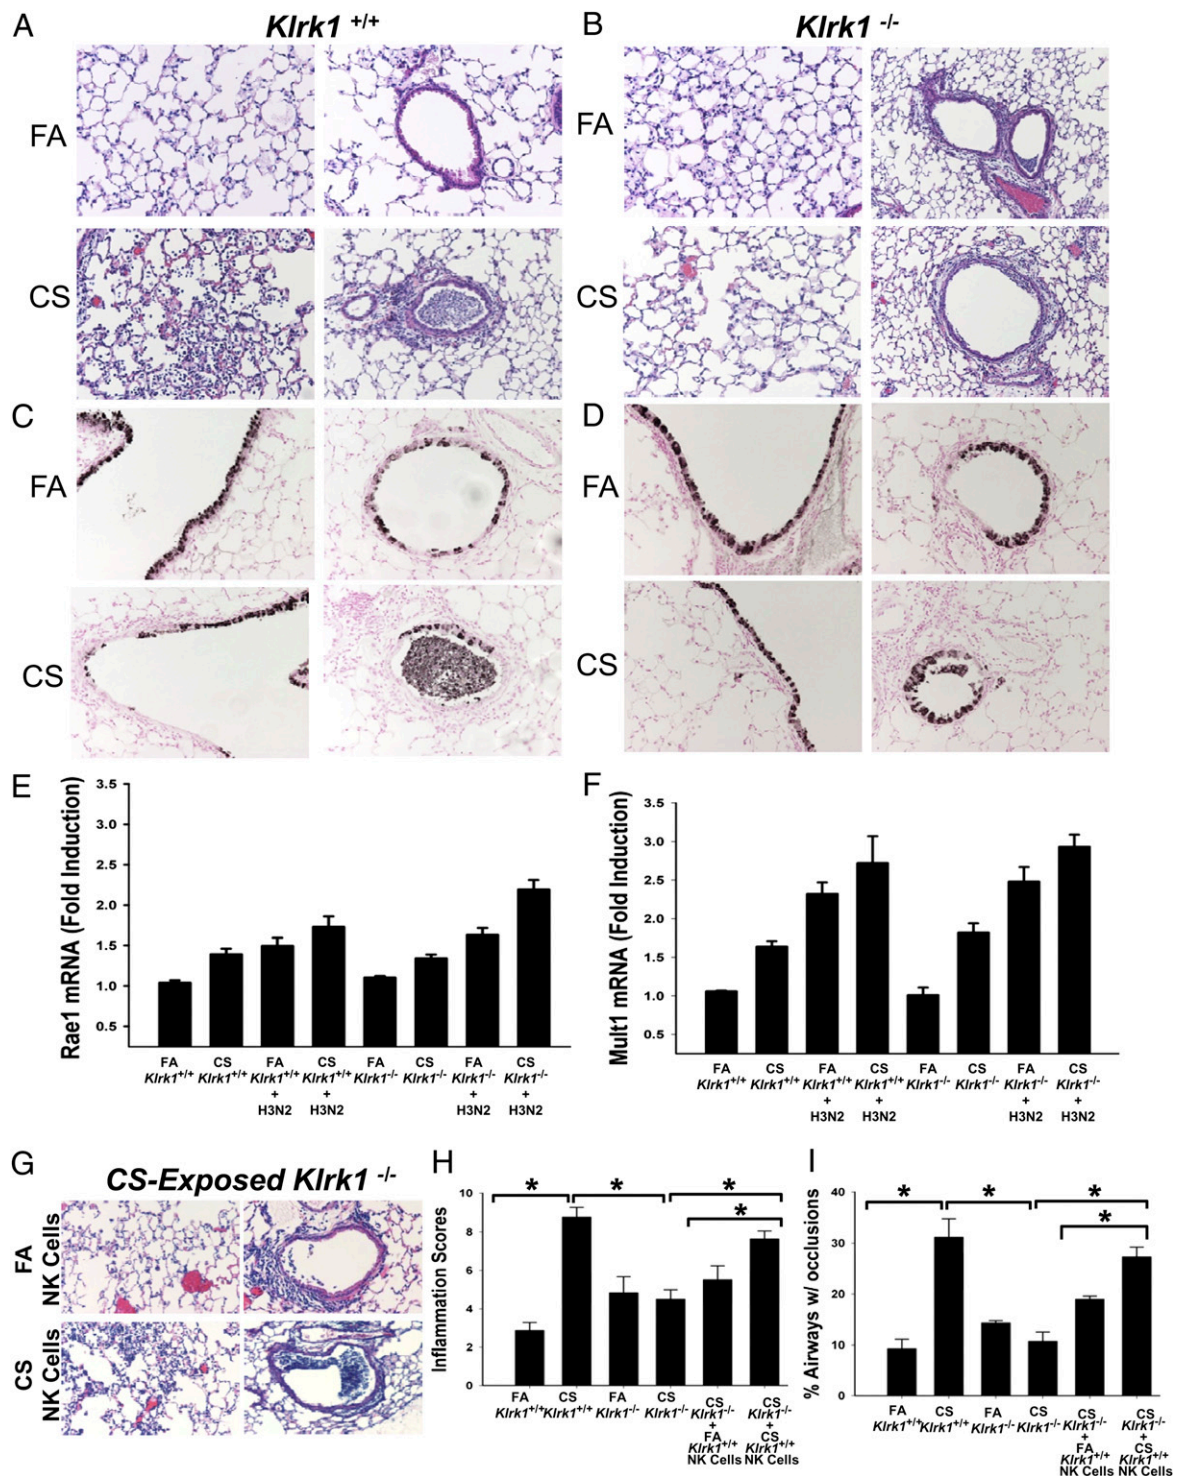 A
Klrk1 +/+
B
Klrk1 -/-
FA
FA
CS
CS
C
D
FA
FA
CS
CS
E
Rae1 mRNA (Fold Induction)
3.5
3.0
2.5
2.0
1.5
1.0
0.5
FA CS FA CS FA CS FA CS
Klrk1+/+ Klrk1+/+ Klrk1+/+ Klrk1+/+ Klrk1-/- Klrk1-/- Klrk1-/- Klrk1-/-
+ + + +
H3N2 H3N2 H3N2 H3N2
F
Mult1 mRNA (Fold Induction)
3.5
3.0
2.5
2.0
1.5
1.0
0.5
FA CS FA CS FA CS FA CS
Klrk1+/+ Klrk1+/+ Klrk1+/+ Klrk1+/+ Klrk1-/- Klrk1-/- Klrk1-/- Klrk1-/-
+ + + +
H3N2 H3N2 H3N2 H3N2
G
CS-Exposed Klrk1 -/-
FA
NK Cells
CS
NK Cells
H
Inflammation Scores
10
8
6
4
2
0
* * *
*
FA CS FA CS CS CS
Klrk1+/+ Klrk1+/+ Klrk1-/- Klrk1-/- Klrk1-/- Klrk1-/-
+ +
FA CS
Klrk1+/+ Klrk1+/+
NK Cells NK Cells
I
% Airways w/ occlusions
40
30
20
10
0
* * *
*
FA CS FA CS CS CS
Klrk1+/+ Klrk1+/+ Klrk1-/- Klrk1-/- Klrk1-/- Klrk1-/-
+ +
FA CS
Klrk1+/+ Klrk1+/+
NK Cells NK Cells